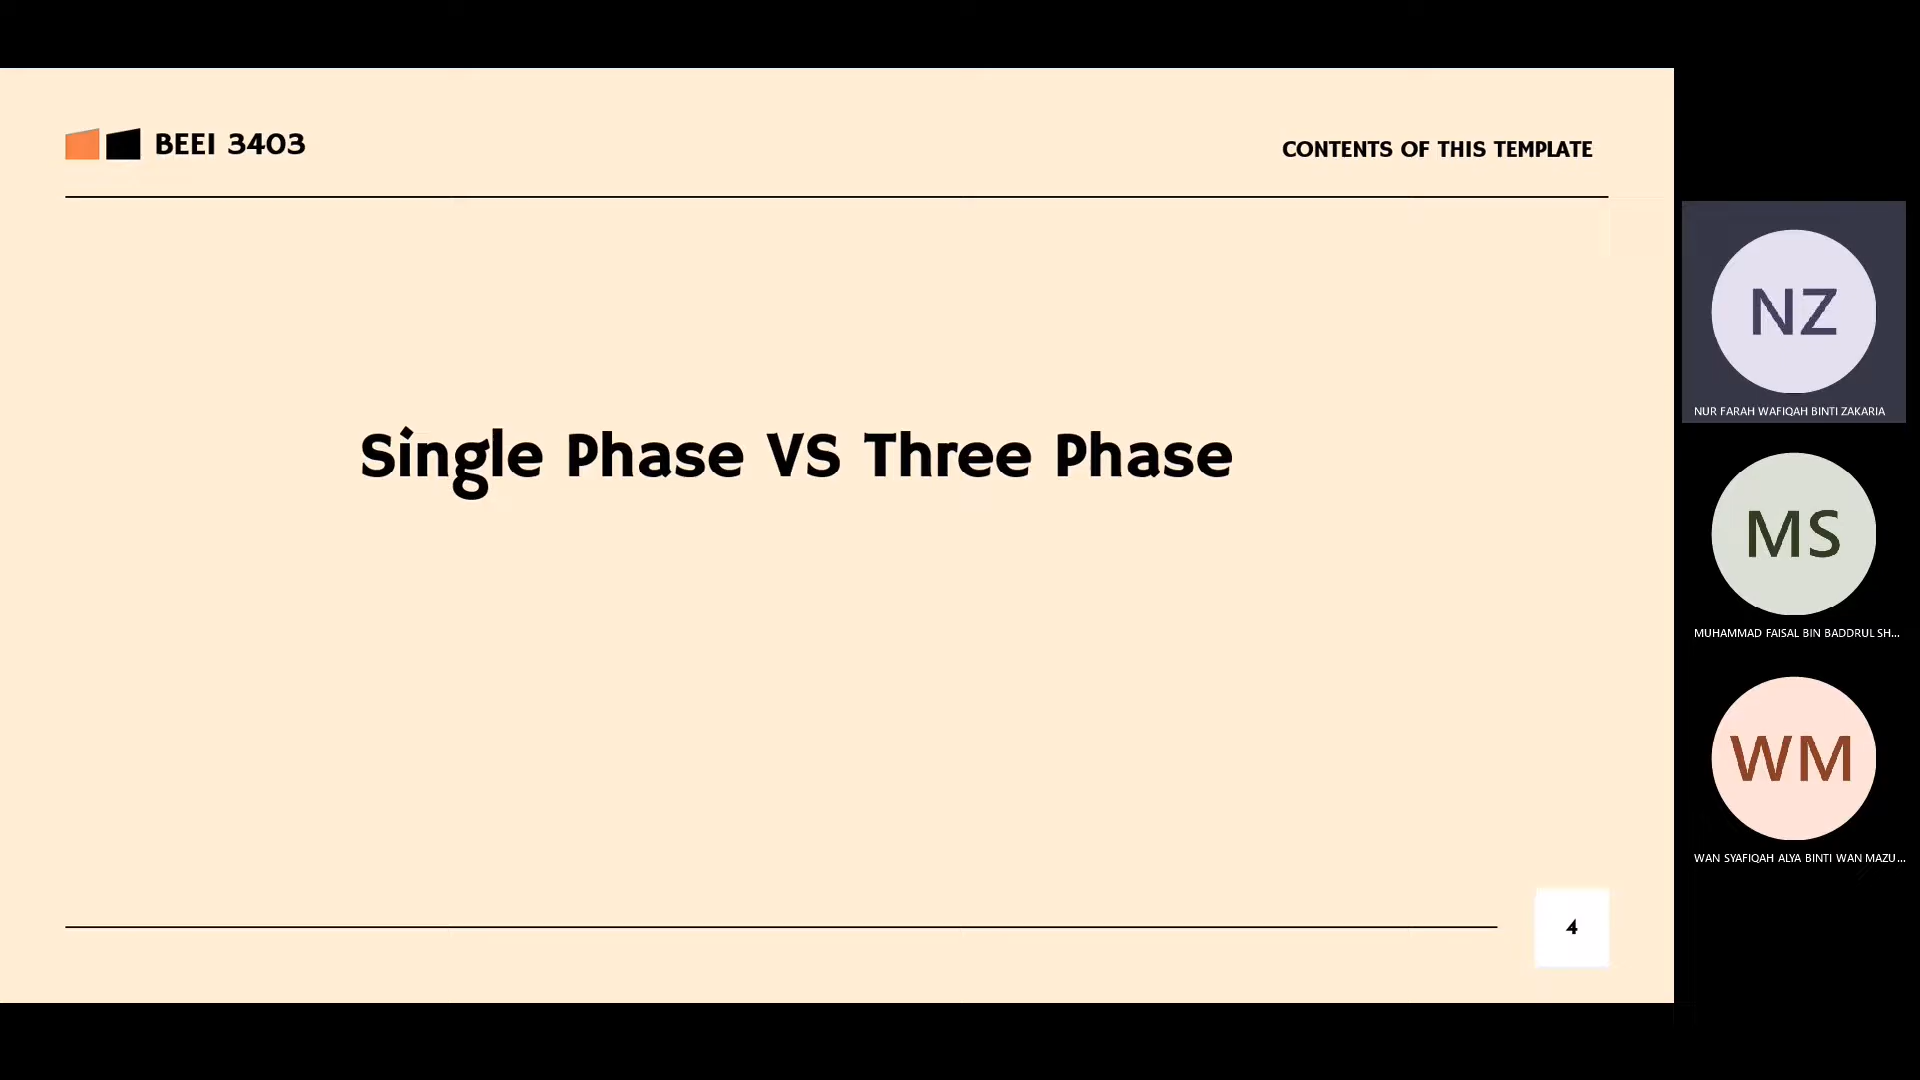 BEEI 3403
CONTENTS OF THIS TEMPLATE
Single Phase VS Three Phase
4
NZ
NUR FARAH WAFIQAH BINTI ZAKARIA
MS
MUHAMMAD FAISAL BIN BADDRUL SH...
WM
WAN SYAFIQAH ALYA BINTI WAN MAZU...